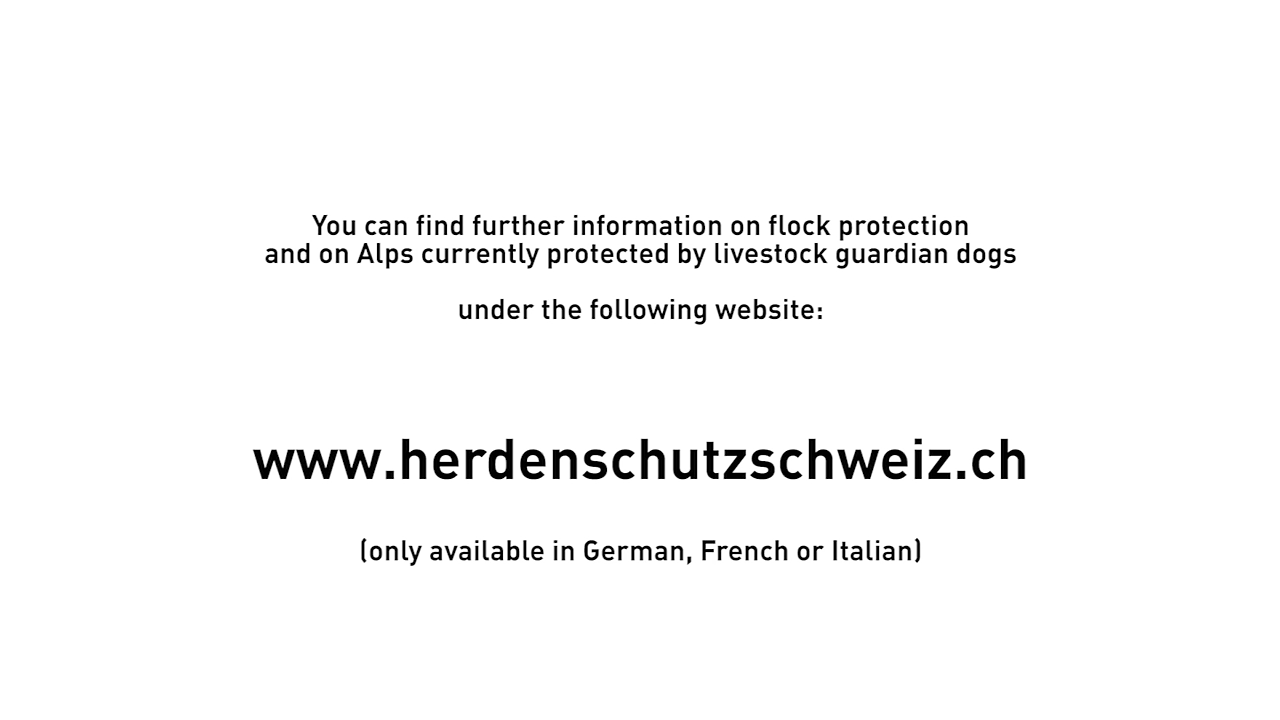 You can find further information on flock protection
and on Alps currently protected by livestock guardian dogs
under the following website:
www.herdenschutzschweiz.ch
(only available in German, French or Italian)